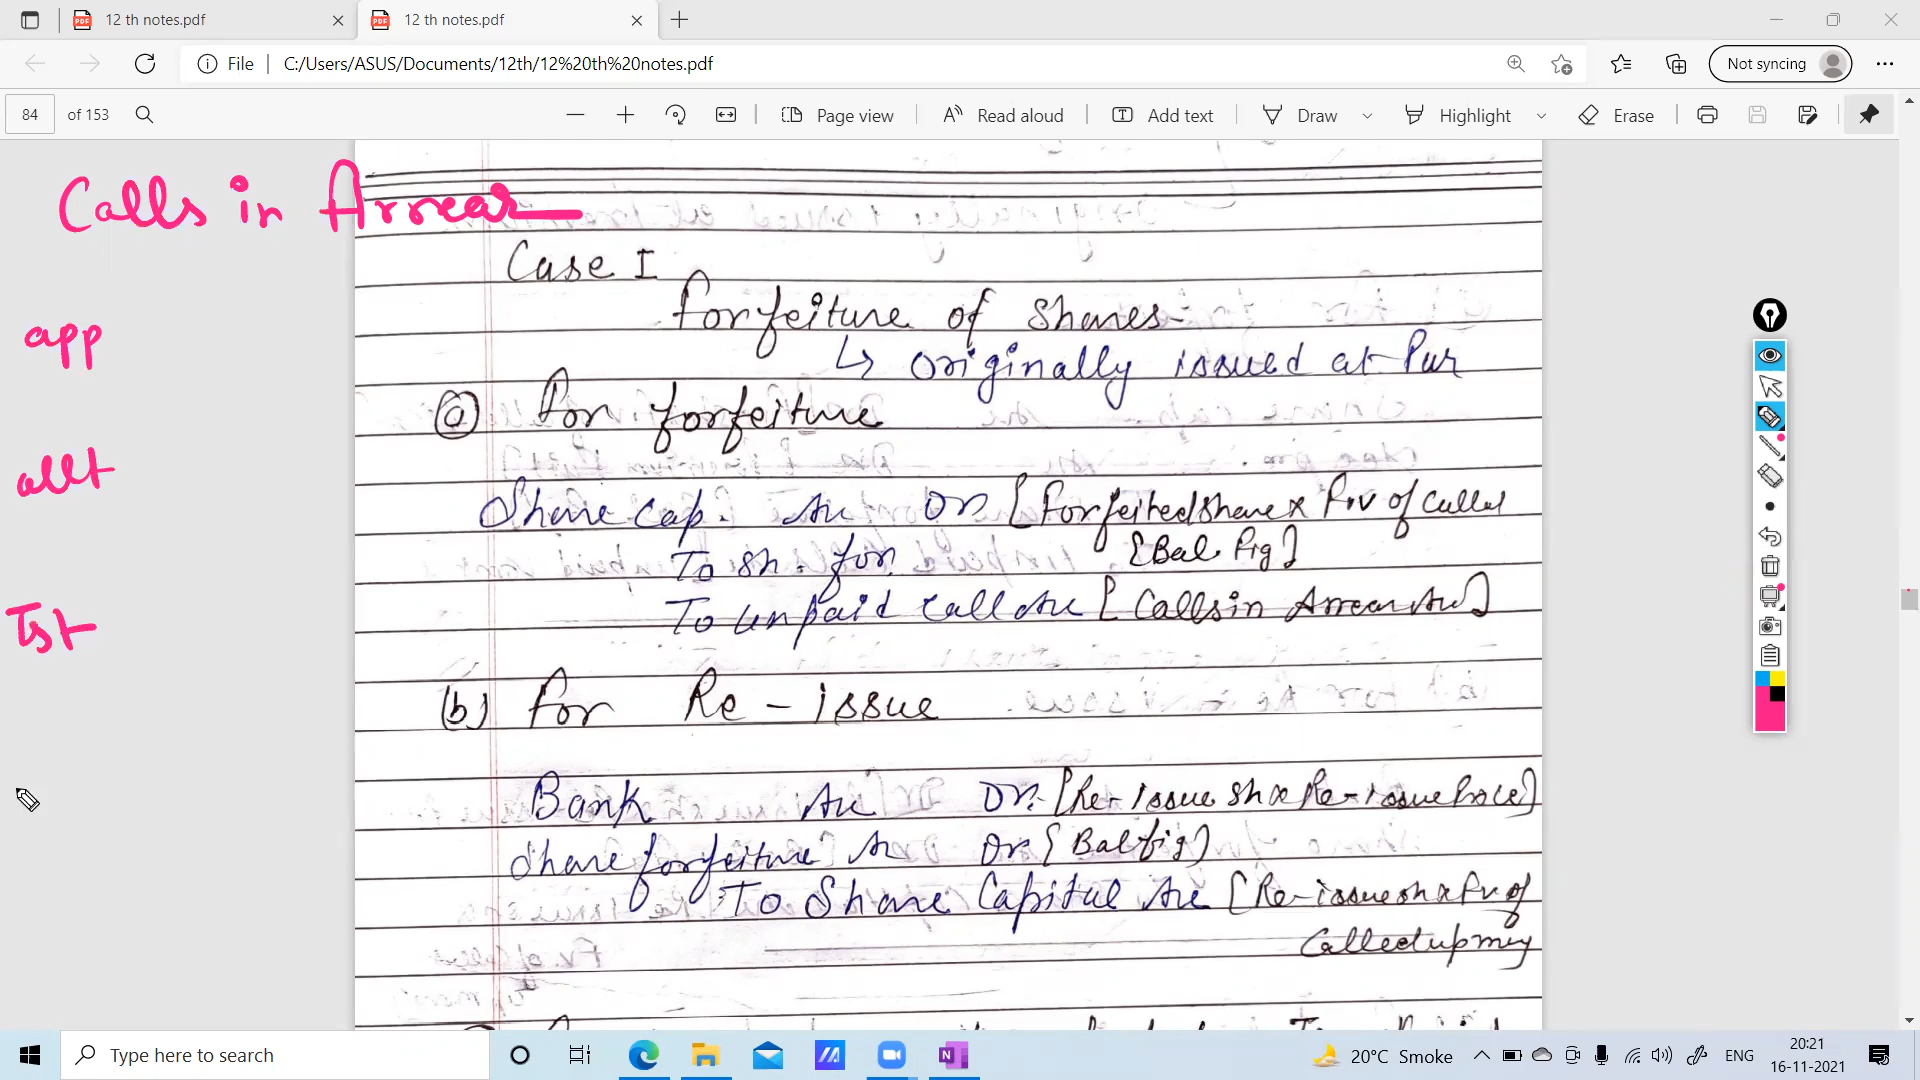 12 th notes.pdf
12 th notes.pdf
File
C:/Users/ASUS/Documents/12th/12%20th%20notes.pdf
Not syncing
84 of 153
Page view
Read aloud
Add text
Draw
Highlight
Erase
Calls in Arrear
Case I
forfeiture of shares
↳ originally issued at Par
app
(a) For forfeiture
allt
Share cap. A/c Dr [forfeited share x F.V of called
To sh. for. [Bal. Fig]
Ist
To unpaid call A/c [Calls in Arrear A/c]
(b) For Re-issue
Bank A/c Dr. [Re-issue sh x Re-issue Price]
Share forfeiture A/c Dr [Bal fig]
To Share Capital A/c [Re-issue sh x F.v of
Called up mny
Type here to search
20°C Smoke
ENG
20:21
16-11-2021